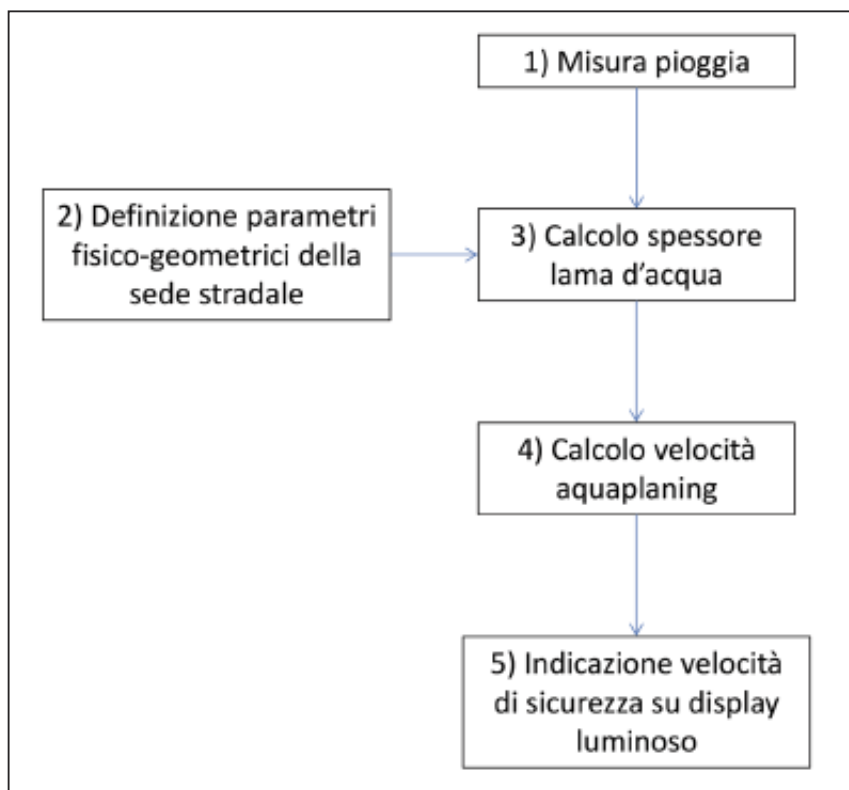 1) Misura pioggia
2) Definizione parametri
fisico-geometrici della
sede stradale
3) Calcolo spessore
lama d'acqua
4) Calcolo velocità
aquaplaning
5) Indicazione velocità
di sicurezza su display
luminoso